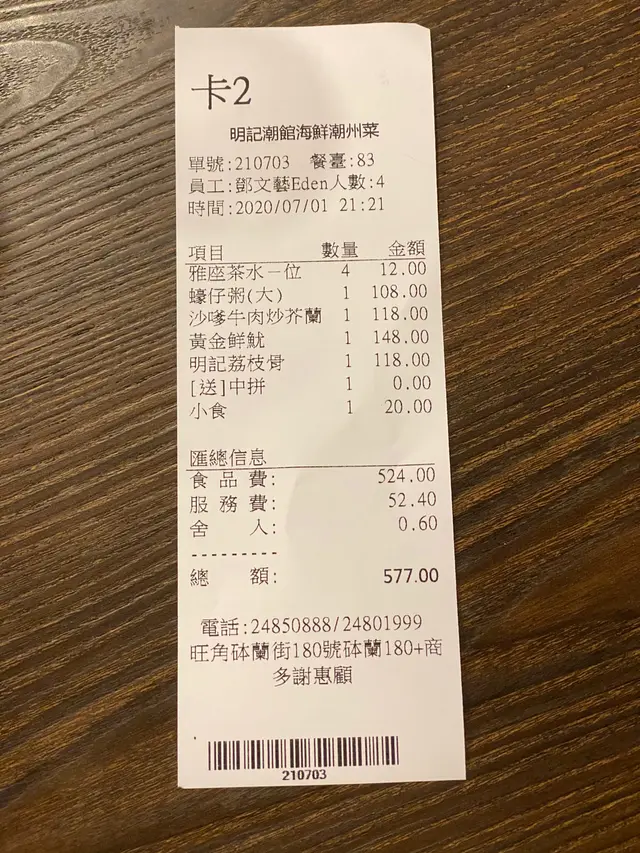 卡2
明記潮館海鮮潮州菜
單號:210703 餐臺:83
員工:鄧文藝Eden人數:4
時間:2020/07/01 21:21
項目 數量 金額
雅座茶水一位 4 12.00
蠔仔粥(大) 1 108.00
沙嗲牛肉炒芥蘭 1 118.00
黃金鮮魷 1 148.00
明記荔枝骨 1 118.00
[送]中拼 1 0.00
小食 1 20.00
匯總信息
食品費: 524.00
服務費: 52.40
舍入: 0.60
---------
總額: 577.00
電話:24850888/24801999
旺角砵蘭街180號砵蘭180+商
多謝惠顧
210703